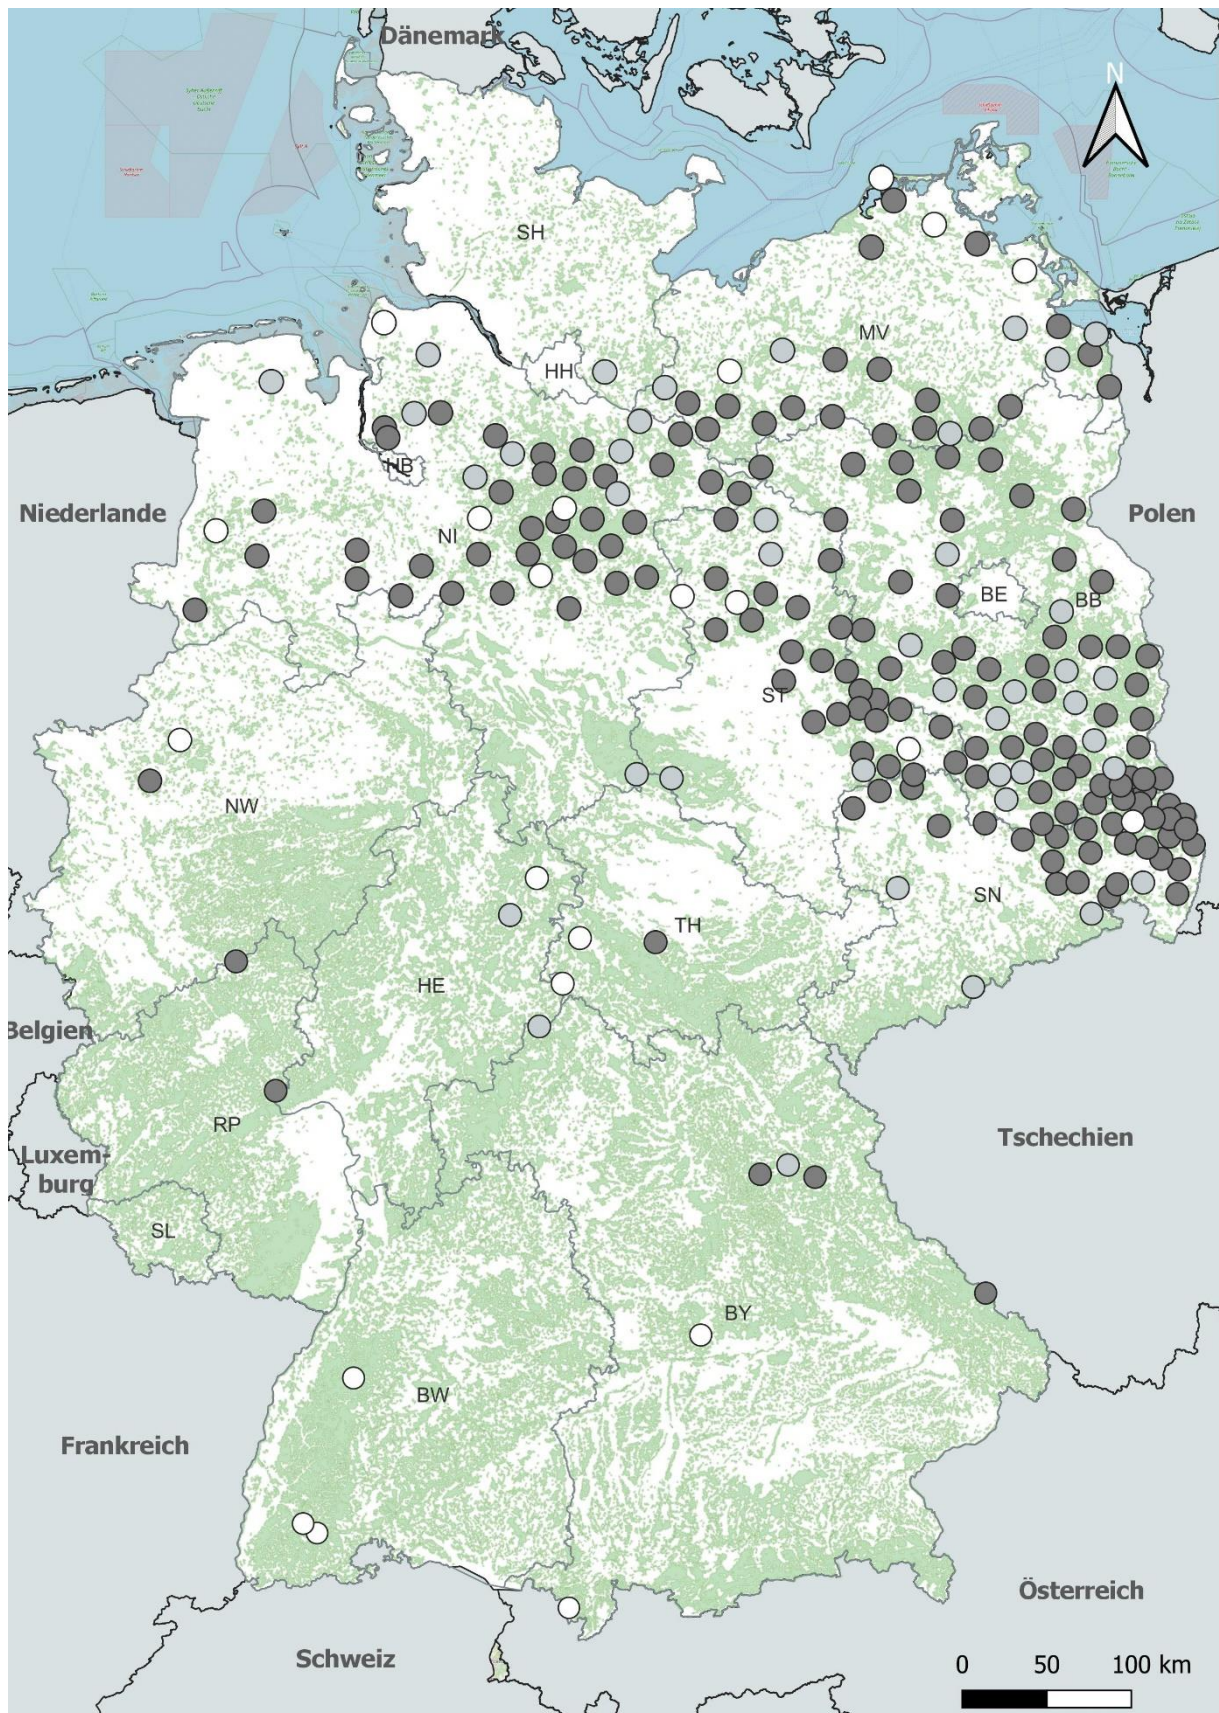 Dänemark
N
SH
MV
HH
HB
Niederlande
NI
Polen
BE
BB
ST
NW
SN
TH
HE
Belgien
RP
Luxem-
burg
Tschechien
SL
BY
BW
Frankreich
Österreich
Schweiz
0 50 100 km